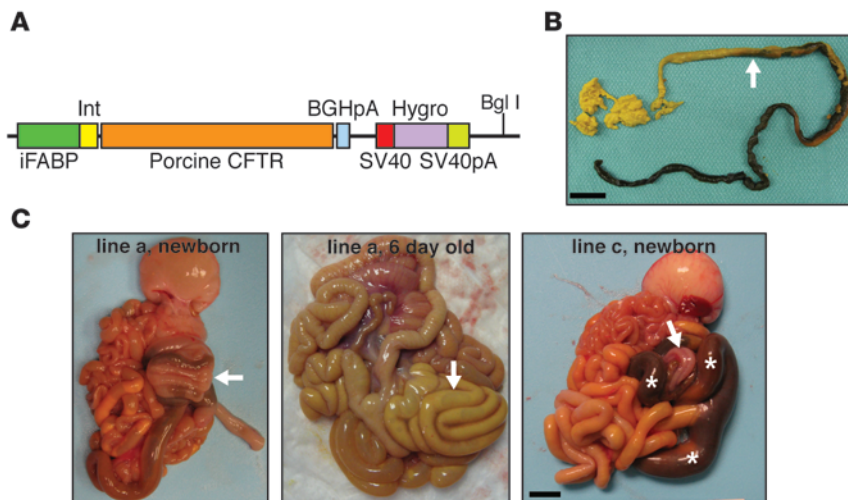 A
Int
BGHpA
Hygro
Bgl I
iFABP
Porcine CFTR
SV40
SV40pA
B
C
line a, newborn
line a, 6 day old
line c, newborn
*
*
*